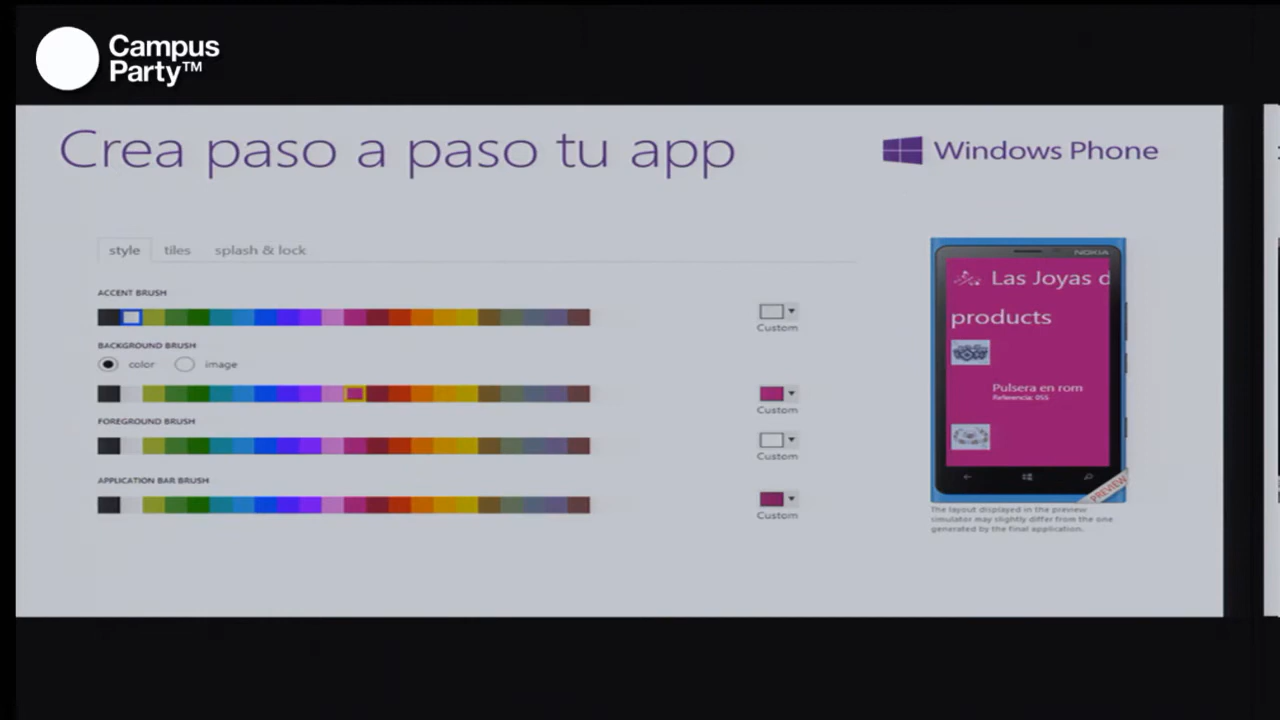 Campus
Party™
Crea paso a paso tu app
Windows Phone
style tiles splash & lock
ACCENT BRUSH
Custom
BACKGROUND BRUSH
color image
Custom
FOREGROUND BRUSH
Custom
APPLICATION BAR BRUSH
Custom
NOKIA
Las Joyas d
products
Pulsera en rom
Referencia: 055
PREVIEW
The layout displayed in the preview
simulator may slightly differ from the one
generated by the final application.